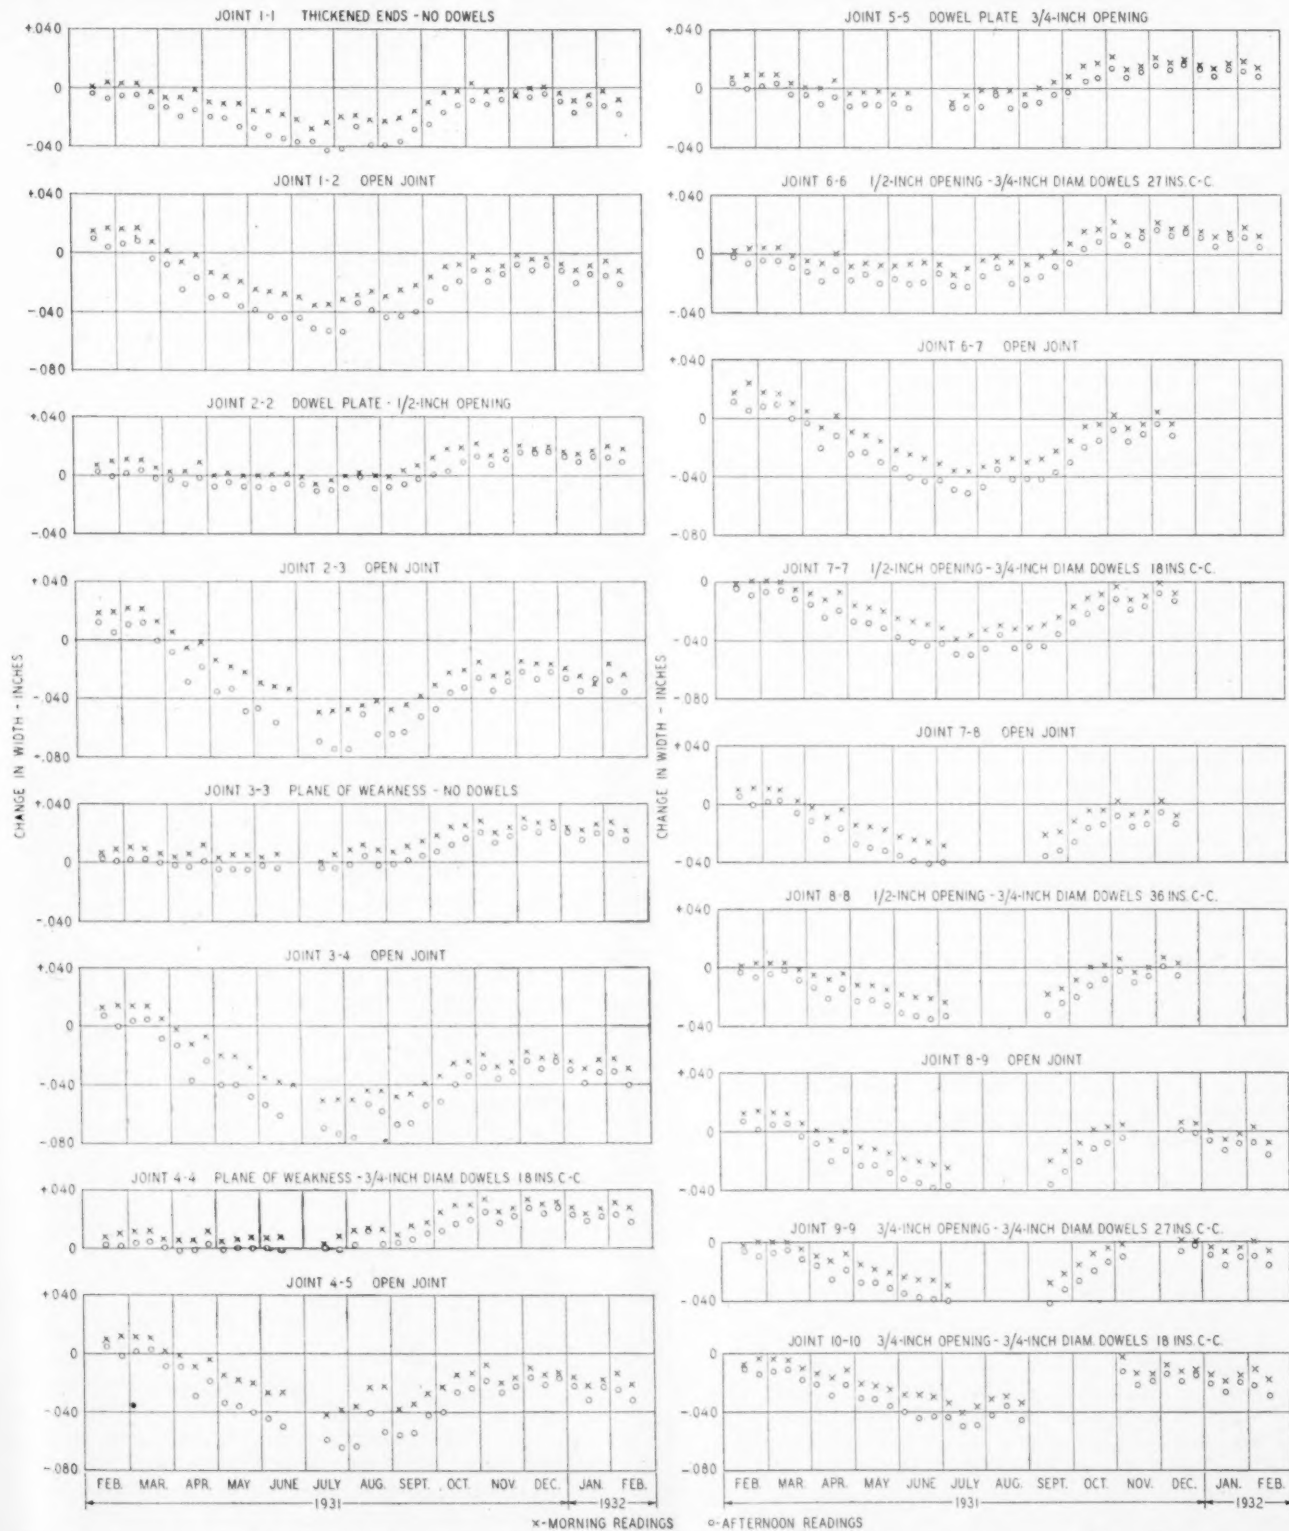 JOINT 1-1 THICKENED ENDS - NO DOWELS
+.040
0
-.040
JOINT 1-2 OPEN JOINT
+.040
0
-.040
-.080
JOINT 2-2 DOWEL PLATE - 1/2-INCH OPENING
+.040
0
-.040
JOINT 2-3 OPEN JOINT
+.040
0
-.040
-.080
JOINT 3-3 PLANE OF WEAKNESS - NO DOWELS
+.040
0
-.040
JOINT 3-4 OPEN JOINT
+.040
0
-.040
-.080
JOINT 4-4 PLANE OF WEAKNESS - 3/4-INCH DIAM. DOWELS 18 INS. C-C
+.040
0
JOINT 4-5 OPEN JOINT
+.040
0
-.040
-.080
CHANGE IN WIDTH - INCHES
FEB. MAR. APR. MAY JUNE JULY AUG. SEPT. OCT. NOV. DEC. JAN. FEB.
1931 1932
JOINT 5-5 DOWEL PLATE 3/4-INCH OPENING
+.040
0
-.040
JOINT 6-6 1/2-INCH OPENING - 3/4-INCH DIAM. DOWELS 27 INS. C-C.
+.040
0
-.040
JOINT 6-7 OPEN JOINT
+.040
0
-.040
-.080
JOINT 7-7 1/2-INCH OPENING - 3/4-INCH DIAM. DOWELS 18 INS. C-C.
0
-.040
-.080
JOINT 7-8 OPEN JOINT
+.040
0
-.040
JOINT 8-8 1/2-INCH OPENING - 3/4-INCH DIAM. DOWELS 36 INS. C-C.
+.040
0
-.040
JOINT 8-9 OPEN JOINT
+.040
0
-.040
JOINT 9-9 3/4-INCH OPENING - 3/4-INCH DIAM. DOWELS 27 INS. C-C.
0
-.040
JOINT 10-10 3/4-INCH OPENING - 3/4-INCH DIAM. DOWELS 18 INS. C-C.
0
-.040
-.080
CHANGE IN WIDTH - INCHES
FEB. MAR. APR. MAY JUNE JULY AUG. SEPT. OCT. NOV. DEC. JAN. FEB.
1931 1932
x-MORNING READINGS o-AFTERNOON READINGS